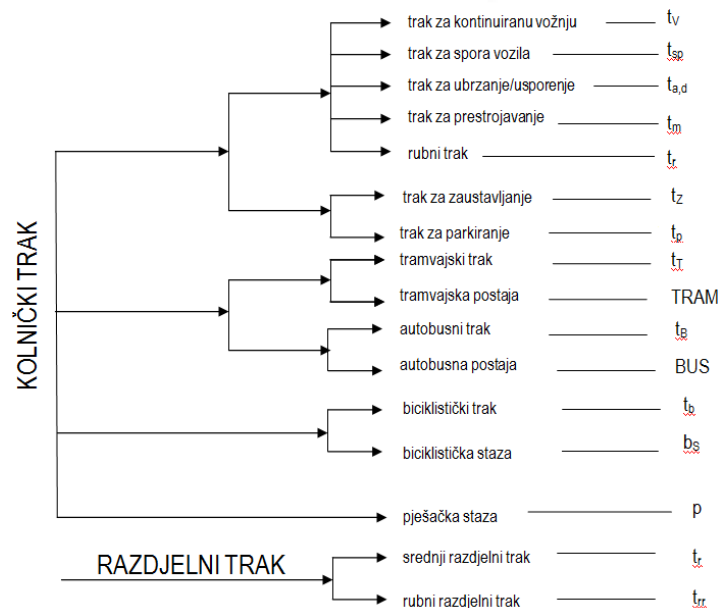 trak za kontinuiranu vožnju tV
trak za spora vozila tsp
trak za ubrzanje/usporenje ta,d
trak za prestrojavanje tm
rubni trak tr
trak za zaustavljanje tZ
trak za parkiranje tp
tramvajski trak tT
tramvajska postaja TRAM
autobusni trak tB
autobusna postaja BUS
biciklistički trak tb
biciklistička staza bS
pješačka staza p
KOLNIČKI TRAK
RAZDJELNI TRAK
srednji razdjelni trak tr
rubni razdjelni trak trr